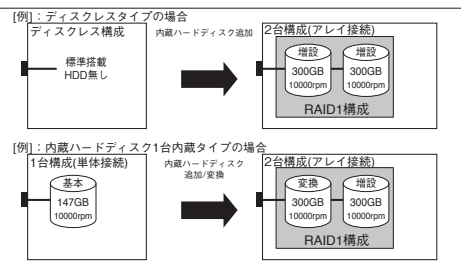 [例]：ディスクレスタイプの場合
ディスクレス構成
標準搭載
HDD無し
内蔵ハードディスク追加
2台構成(アレイ接続)
増設
300GB
10000rpm
増設
300GB
10000rpm
RAID1構成
[例]：内蔵ハードディスク1台内蔵タイプの場合
1台構成(単体接続)
基本
147GB
10000rpm
内蔵ハードディスク
追加/変換
2台構成(アレイ接続)
変換
300GB
10000rpm
増設
300GB
10000rpm
RAID1構成